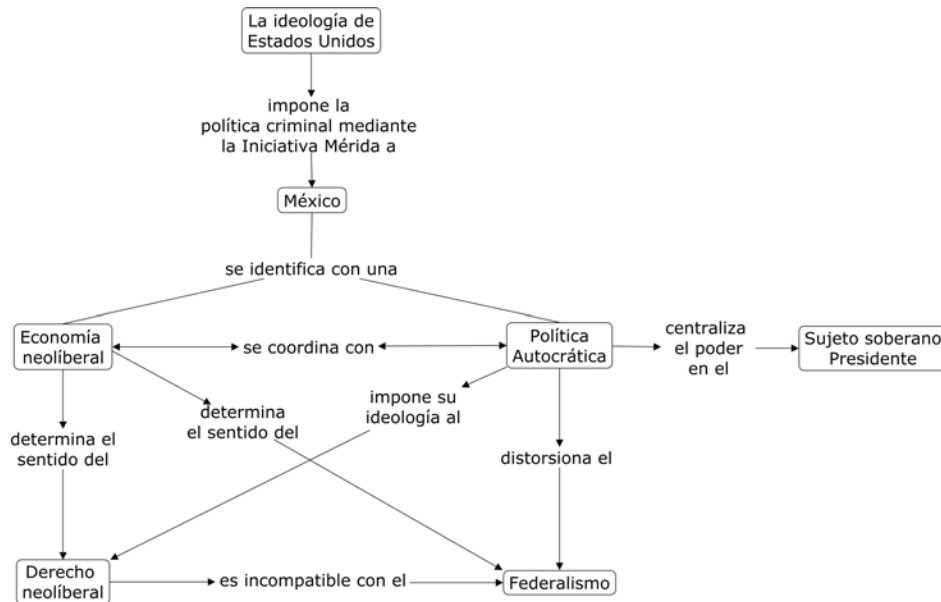 La ideología de
Estados Unidos
impone la
política criminal mediante
la Iniciativa Mérida a
México
se identifica con una
Economía
neolíberal
se coordina con
Política
Autocrática
centraliza
el poder
en el
Sujeto soberano
Presidente
determina el
sentido del
determina
el sentido del
impone su
ideología al
distorsiona el
Derecho
neolíberal
es incompatible con el
Federalismo